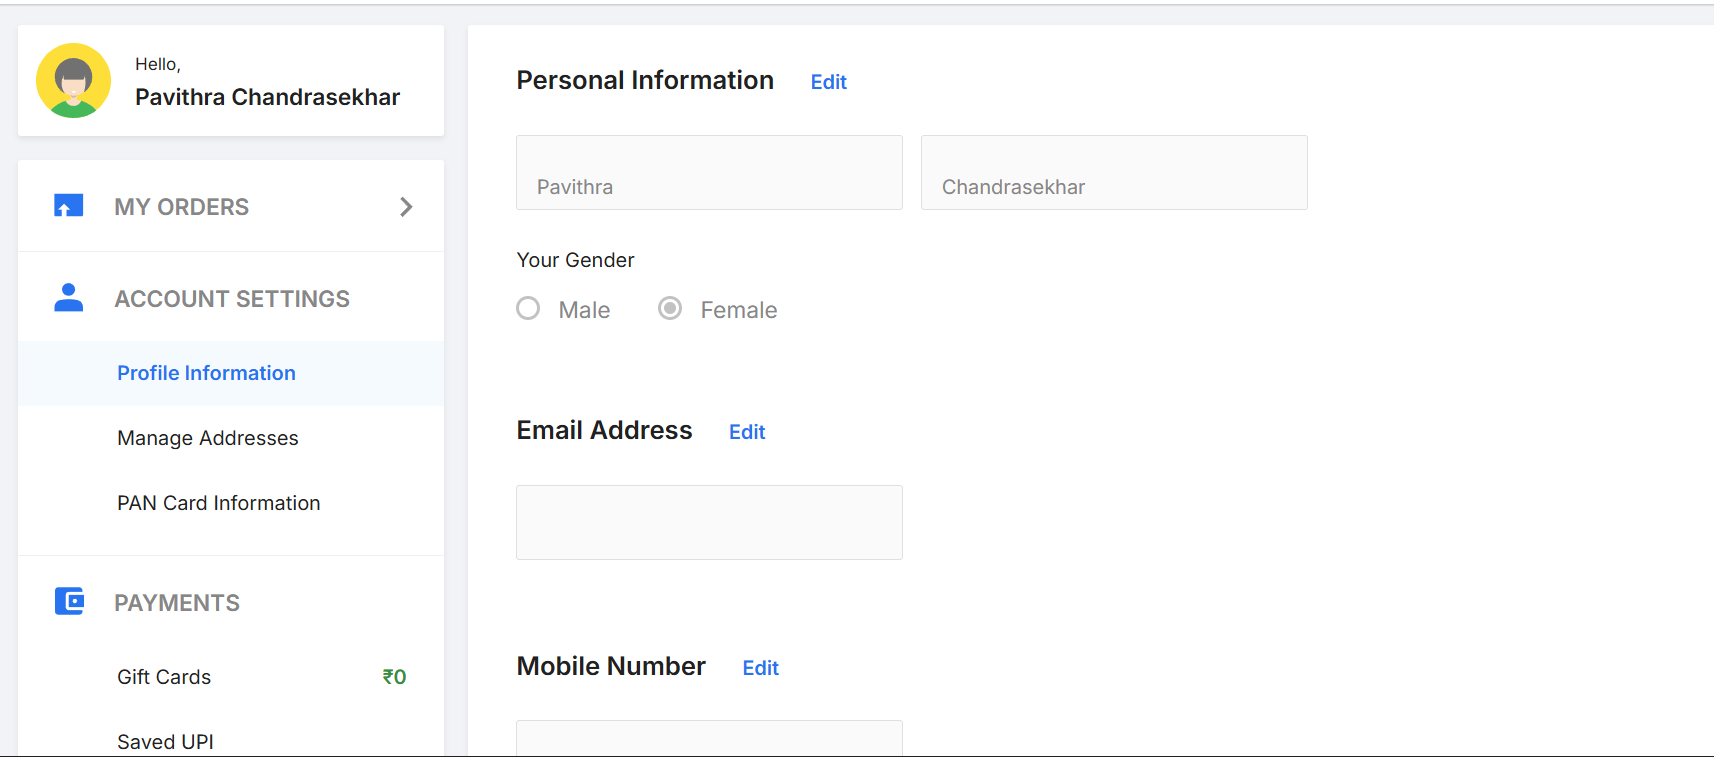 Hello,
Pavithra Chandrasekhar
MY ORDERS
ACCOUNT SETTINGS
Profile Information
Manage Addresses
PAN Card Information
PAYMENTS
Gift Cards ₹0
Saved UPI
Personal Information Edit
Pavithra Chandrasekhar
Your Gender
Male Female
Email Address Edit
Mobile Number Edit